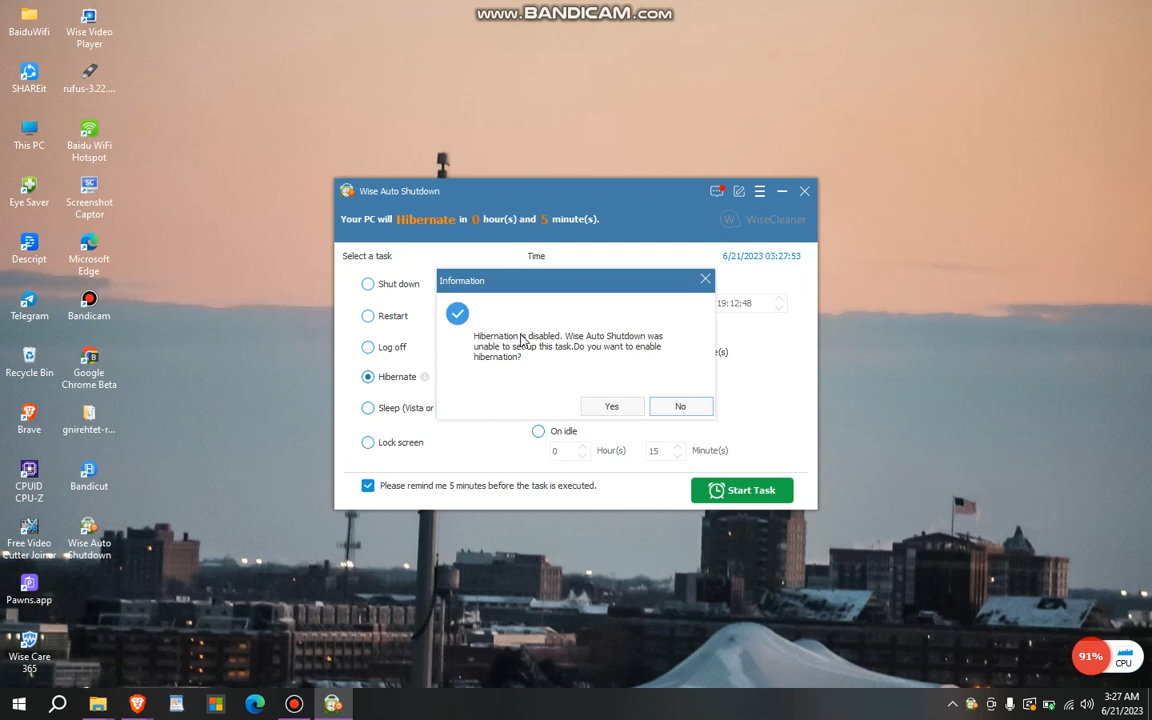 www.BANDICAM.com
BaiduWifi
Wise Video
Player
SHAREit
rufus-3.22....
This PC
Baidu WiFi
Hotspot
Eye Saver
Screenshot
Captor
Descript
Microsoft
Edge
Telegram
Bandicam
Recycle Bin
Google
Chrome Beta
Brave
gnirehtet-r...
CPUID
CPU-Z
Bandicut
Free Video
Cutter Joiner
Wise Auto
Shutdown
Pawns.app
Wise Care
365
Wise Auto Shutdown
Your PC will Hibernate in 0 hour(s) and 5 minute(s).
WiseCleaner
Select a task
Time
6/21/2023 03:27:53
Shut down
Restart
Log off
Hibernate
Sleep (Vista or
Lock screen
19:12:48
(s)
Information
Hibernation is disabled. Wise Auto Shutdown was
unable to set up this task.Do you want to enable
hibernation?
Yes
No
On idle
0 Hour(s) 15 Minute(s)
Please remind me 5 minutes before the task is executed.
Start Task
91%
CPU
3:27 AM
6/21/2023